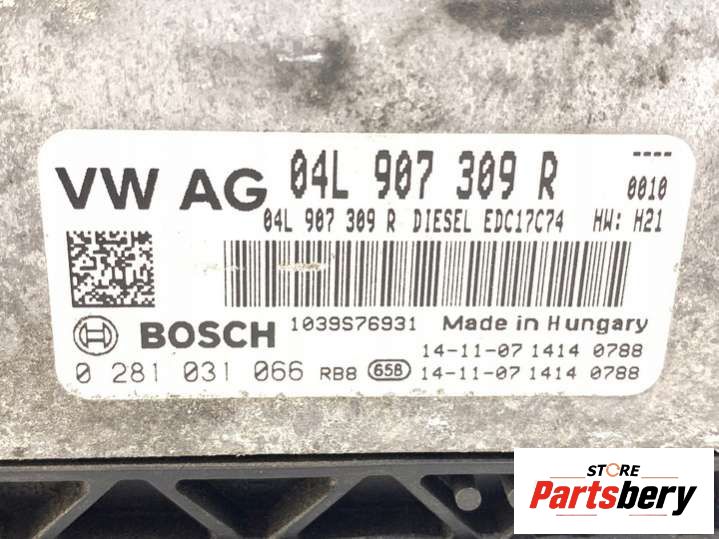 VW AG 04L 907 309 R ----
0010
04L 907 309 R DIESEL EDC17C74 HW: H21
BOSCH 1039S76931 Made in Hungary
14-11-07 1414 0788
0 281 031 066 RB8 658 14-11-07 1414 0788
STORE
Partsbery